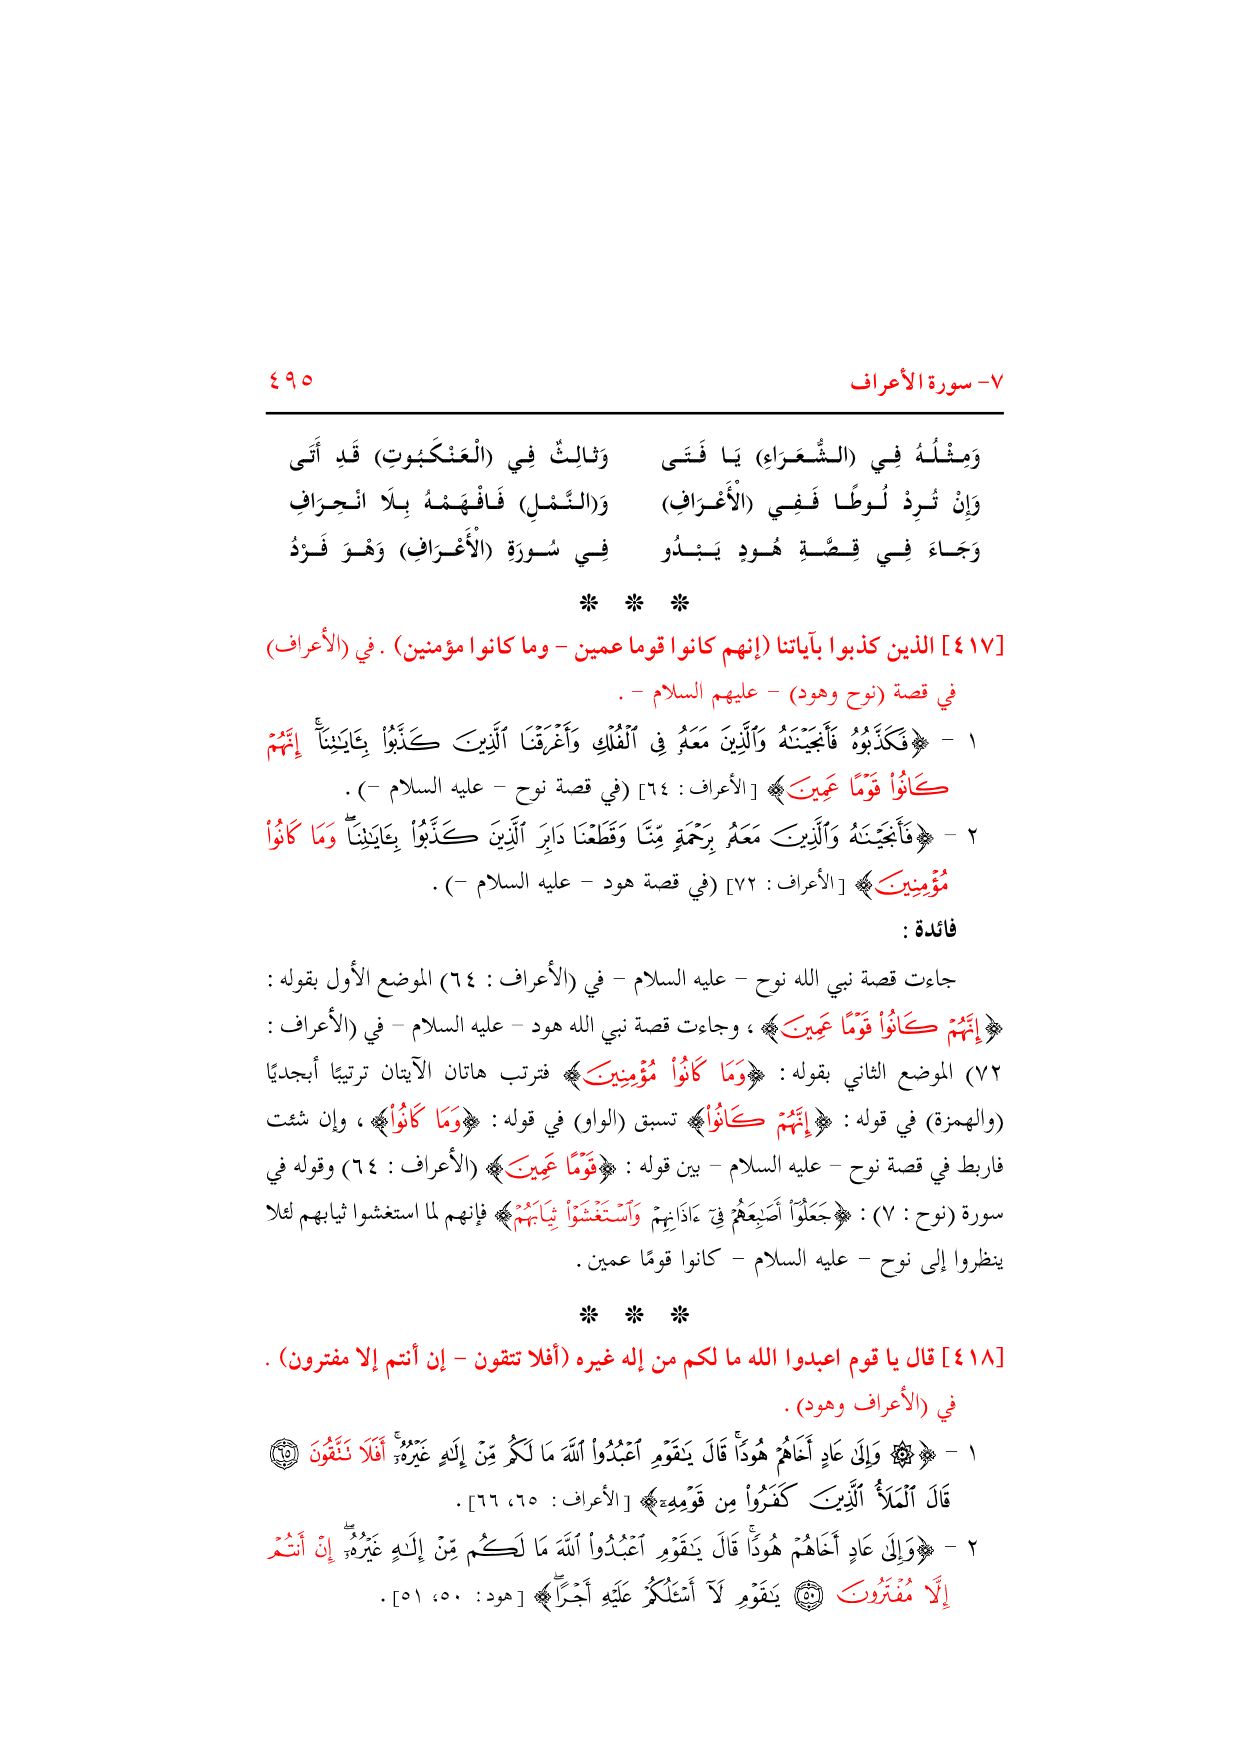 ٧- سورة الأعراف ٤٩٥
وَمِثْلُهُ فِي (الشُّعَرَاءِ) يَا فَتَى وَثَالِثٌ فِي (الْعَنْكَبُوتِ) قَدِ أَتَى
وَإِنْ تُرِدْ لُوطًا فَفِي (الْأَعْرَافِ) وَ(النَّمْلِ) فَافْهَمْهُ بِلَا انْحِرَافِ
وَجَاءَ فِي قِصَّةِ هُودٍ يَبْدُو فِي سُورَةِ (الْأَعْرَافِ) وَهْوَ فَرْدُ
❊ ❊ ❊
[٤١٧] الذين كذبوا بآياتنا (إنهم كانوا قوما عمين – وما كانوا مؤمنين) . في (الأعراف)
في قصة (نوح وهود) – عليهم السلام – .
١ – ﴿فَكَذَّبُوهُ فَأَنجَيْنَٰهُ وَٱلَّذِينَ مَعَهُۥ فِى ٱلْفُلْكِ وَأَغْرَقْنَا ٱلَّذِينَ كَذَّبُوا۟ بِـَٔايَٰتِنَآ ۚ إِنَّهُمْ
كَانُوا۟ قَوْمًا عَمِينَ﴾ [الأعراف : ٦٤] (في قصة نوح – عليه السلام –) .
٢ – ﴿فَأَنجَيْنَٰهُ وَٱلَّذِينَ مَعَهُۥ بِرَحْمَةٍ مِّنَّا وَقَطَعْنَا دَابِرَ ٱلَّذِينَ كَذَّبُوا۟ بِـَٔايَٰتِنَا ۖ وَمَا كَانُوا۟
مُؤْمِنِينَ﴾ [الأعراف : ٧٢] (في قصة هود – عليه السلام –) .
فائدة :
جاءت قصة نبي الله نوح – عليه السلام – في (الأعراف : ٦٤) الموضع الأول بقوله :
﴿إِنَّهُمْ كَانُوا۟ قَوْمًا عَمِينَ﴾ ، وجاءت قصة نبي الله هود – عليه السلام – في (الأعراف :
٧٢) الموضع الثاني بقوله : ﴿وَمَا كَانُوا۟ مُؤْمِنِينَ﴾ فترتب هاتان الآيتان ترتيبًا أبجديًا
(والهمزة) في قوله : ﴿إِنَّهُمْ كَانُوا۟﴾ تسبق (الواو) في قوله : ﴿وَمَا كَانُوا۟﴾ ، وإن شئت
فاربط في قصة نوح – عليه السلام – بين قوله : ﴿قَوْمًا عَمِينَ﴾ (الأعراف : ٦٤) وقوله في
سورة (نوح : ٧) : ﴿جَعَلُوٓا۟ أَصَٰبِعَهُمْ فِىٓ ءَاذَانِهِمْ وَٱسْتَغْشَوْا۟ ثِيَابَهُمْ﴾ فإنهم لما استغشوا ثيابهم لئلا
ينظروا إلى نوح – عليه السلام – كانوا قومًا عمين .
❊ ❊ ❊
[٤١٨] قال يا قوم اعبدوا الله ما لكم من إله غيره (أفلا تتقون – إن أنتم إلا مفترون) .
في (الأعراف وهود) .
١ – ﴿۞ وَإِلَىٰ عَادٍ أَخَاهُمْ هُودًا ۚ قَالَ يَٰقَوْمِ ٱعْبُدُوا۟ ٱللَّهَ مَا لَكُم مِّنْ إِلَٰهٍ غَيْرُهُۥٓ ۚ أَفَلَا تَتَّقُونَ ۝٦٥
قَالَ ٱلْمَلَأُ ٱلَّذِينَ كَفَرُوا۟ مِن قَوْمِهِۦٓ﴾ [الأعراف : ٦٥، ٦٦] .
٢ – ﴿وَإِلَىٰ عَادٍ أَخَاهُمْ هُودًا ۚ قَالَ يَٰقَوْمِ ٱعْبُدُوا۟ ٱللَّهَ مَا لَكُم مِّنْ إِلَٰهٍ غَيْرُهُۥٓ ۖ إِنْ أَنتُمْ
إِلَّا مُفْتَرُونَ ۝٥٠ يَٰقَوْمِ لَآ أَسْـَٔلُكُمْ عَلَيْهِ أَجْرًا ۖ﴾ [هود : ٥٠، ٥١] .